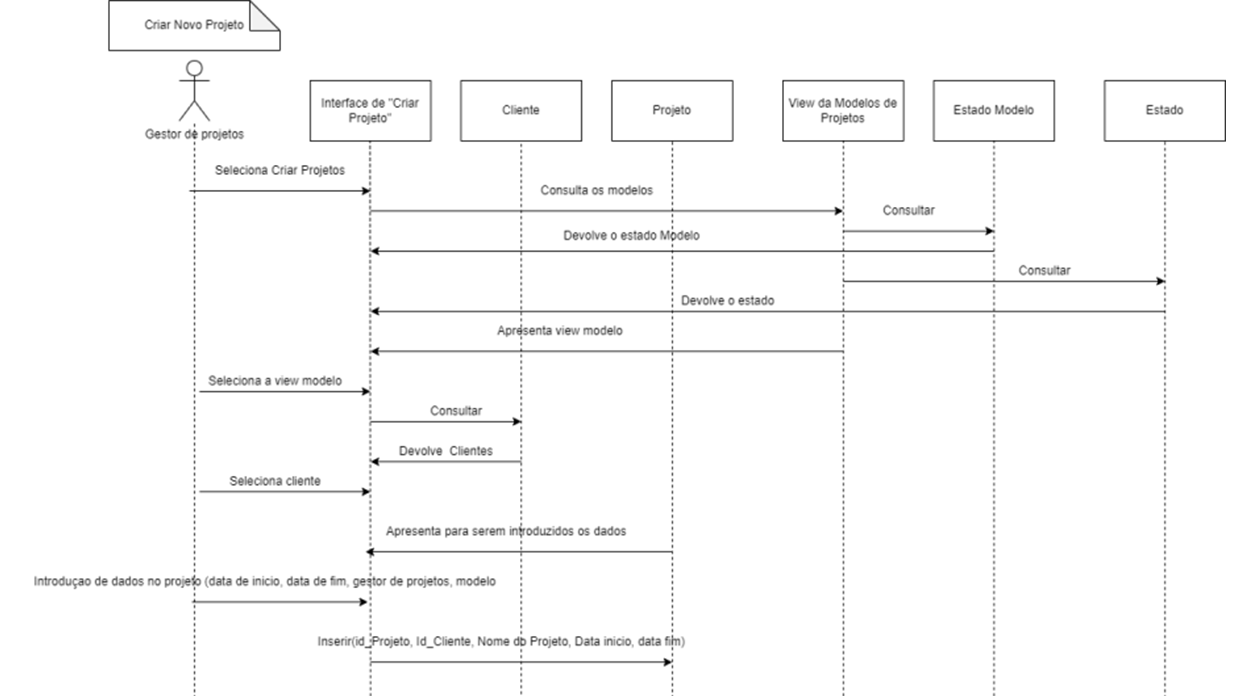 Criar Novo Projeto
Gestor de projetos
Interface de "Criar
Projeto"
Cliente
Projeto
View da Modelos de
Projetos
Estado Modelo
Estado
Seleciona Criar Projetos
Consulta os modelos
Consultar
Devolve o estado Modelo
Consultar
Devolve o estado
Apresenta view modelo
Seleciona a view modelo
Consultar
Devolve Clientes
Seleciona cliente
Apresenta para serem introduzidos os dados
Introduçao de dados no projeto (data de inicio, data de fim, gestor de projetos, modelo
Inserir(id_Projeto, Id_Cliente, Nome do Projeto, Data inicio, data fim)